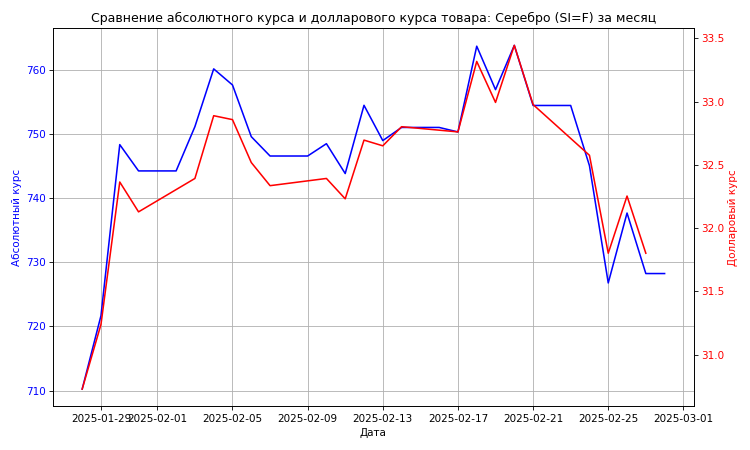 Сравнение абсолютного курса и долларового курса товара: Серебро (SI=F) за месяц
Абсолютный курс
760
750
740
730
720
710
33.5
33.0
32.5
32.0
31.5
31.0
Долларовый курс
2025-01-29 2025-02-01 2025-02-05 2025-02-09 2025-02-13 2025-02-17 2025-02-21 2025-02-25 2025-03-01
Дата